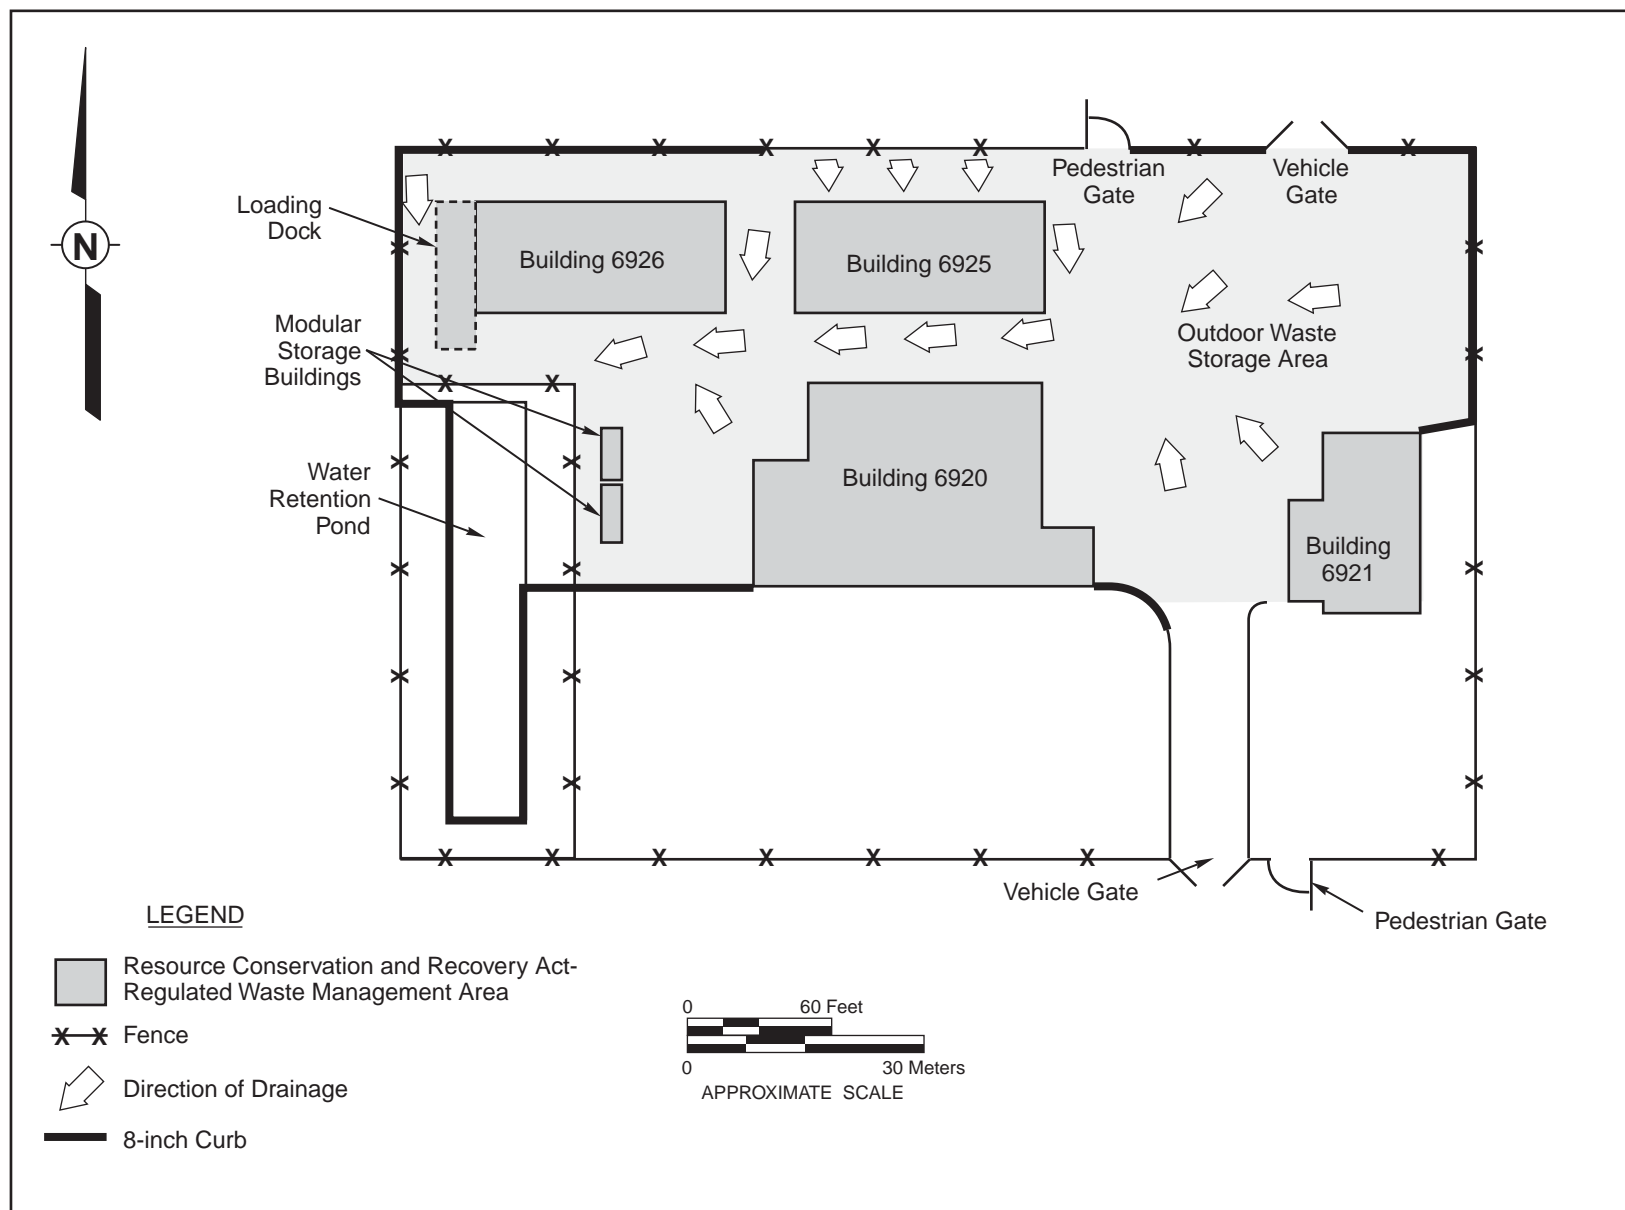 Pedestrian
Gate
Vehicle
Gate
Loading
Dock
N
Building 6926
Building 6925
Modular
Storage
Buildings
Outdoor Waste
Storage Area
Water
Retention
Pond
Building 6920
Building
6921
Vehicle Gate
Pedestrian Gate
LEGEND
Resource Conservation and Recovery Act-
Regulated Waste Management Area
Fence
Direction of Drainage
8-inch Curb
0 60 Feet
0 30 Meters
APPROXIMATE SCALE